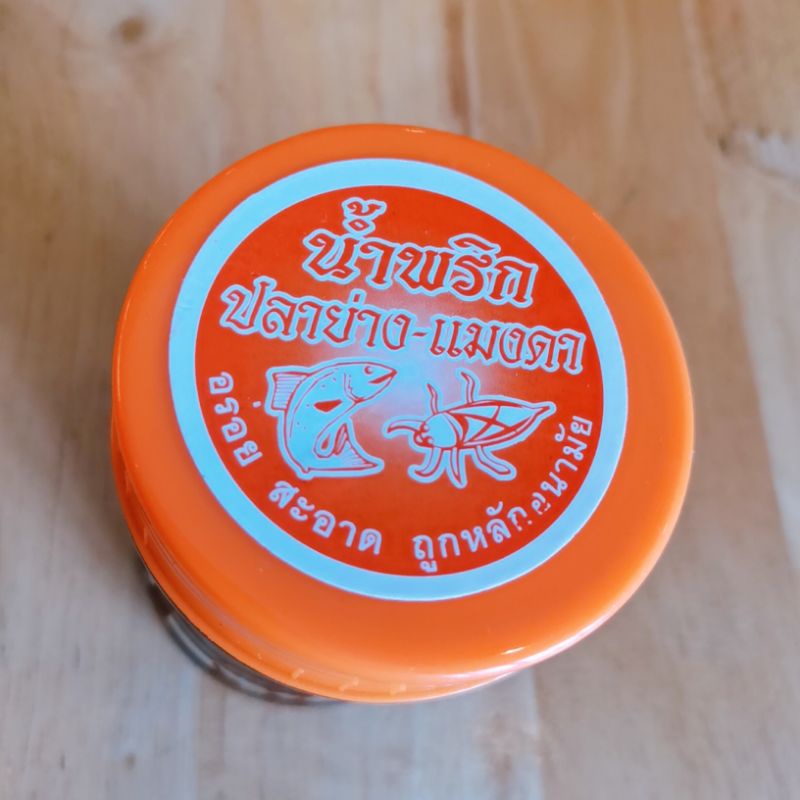 น้ำพริก
ปลาย่าง-แมงดา
อร่อย สะอาด ถูกหลักอนามัย